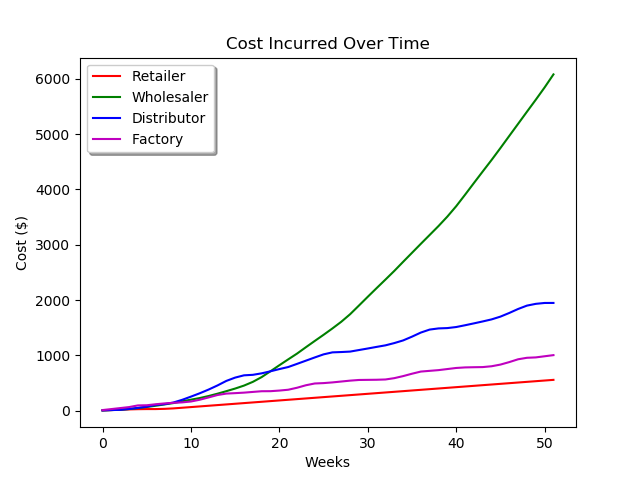 Cost Incurred Over Time
Retailer
Wholesaler
Distributor
Factory
6000
5000
4000
3000
2000
1000
0
Cost ($)
0 10 20 30 40 50
Weeks